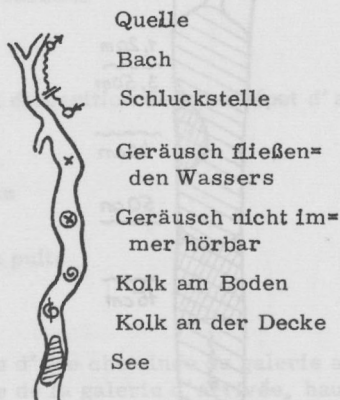 Quelle
Bach
Schluckstelle
Geräusch fließen=
den Wassers
Geräusch nicht im=
mer hörbar
Kolk am Boden
Kolk an der Decke
See